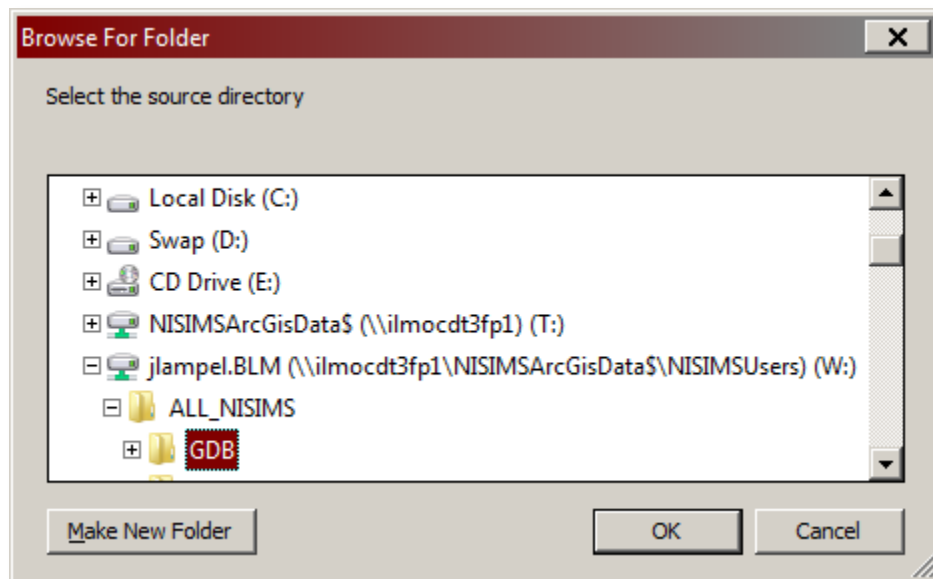 Browse For Folder
Select the source directory
Local Disk (C:)
Swap (D:)
CD Drive (E:)
NISIMSArcGisData$ (\\ilmocdt3fp1) (T:)
jlampel.BLM (\\ilmocdt3fp1\NISIMSArcGisData$\NISIMSUsers) (W:)
ALL_NISIMS
GDB
Make New Folder
OK
Cancel